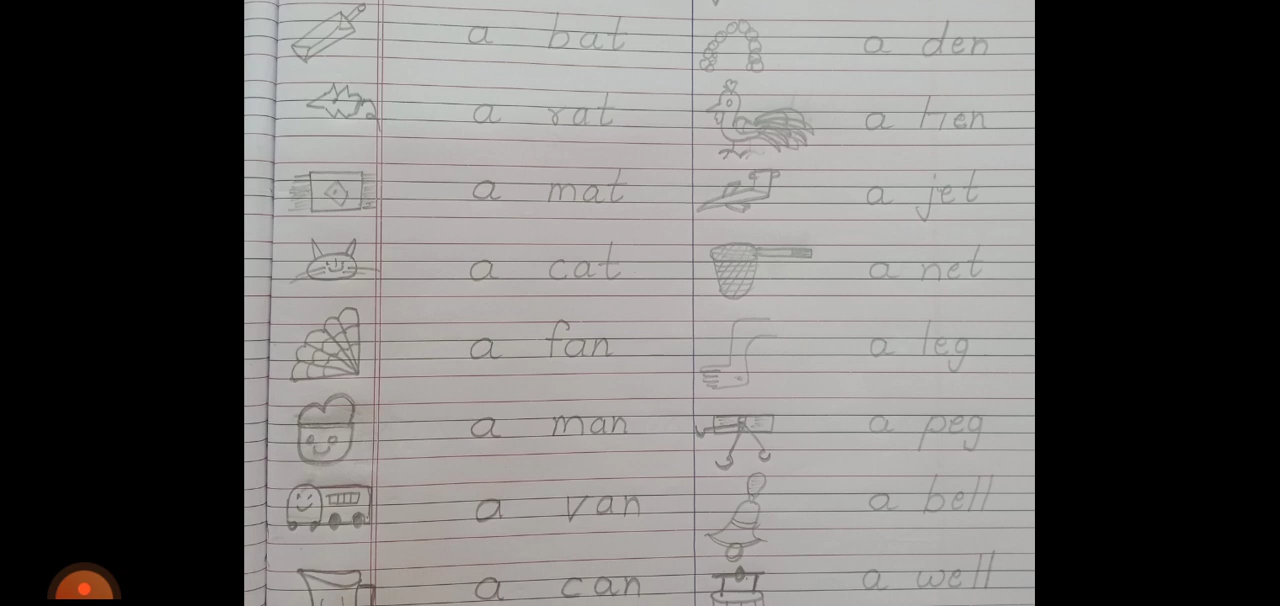 a bat a den
a rat a hen
a mat a jet
a cat a net
a fan a leg
a man a peg
a van a bell
a can a well